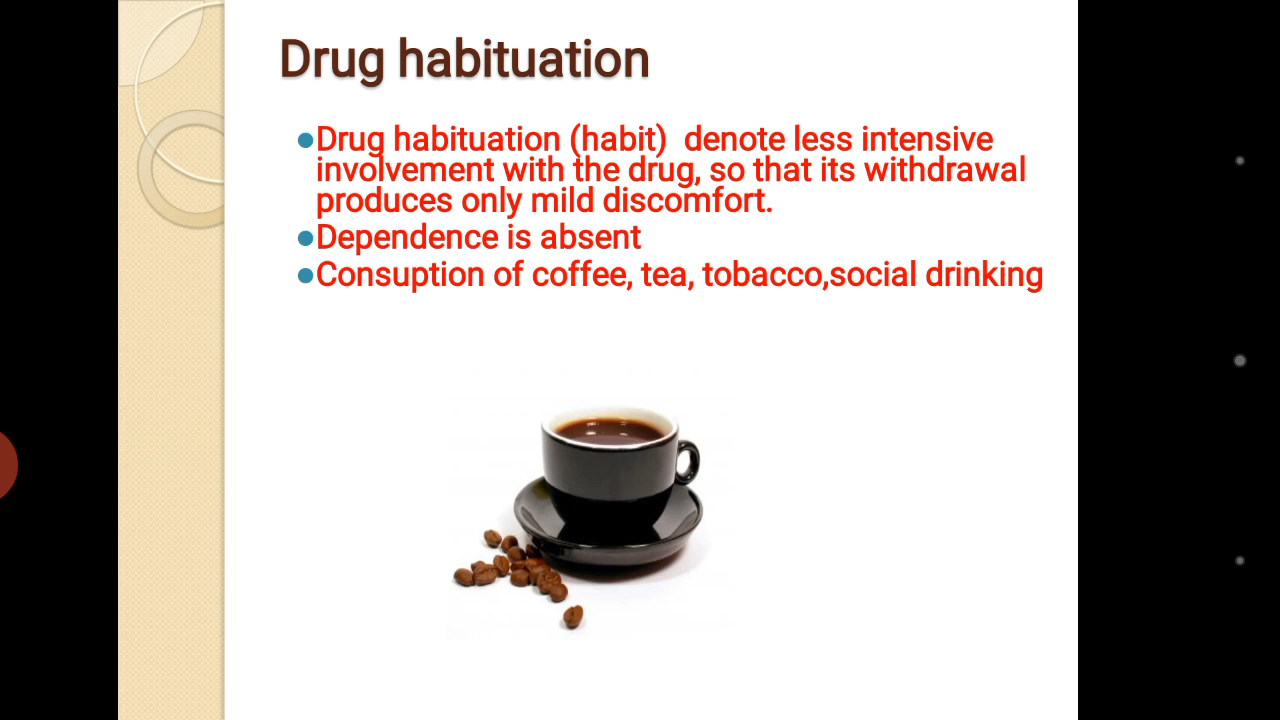 Drug habituation
●Drug habituation (habit)  denote less intensive
involvement with the drug, so that its withdrawal
produces only mild discomfort.
●Dependence is absent
●Consuption of coffee, tea, tobacco,social drinking